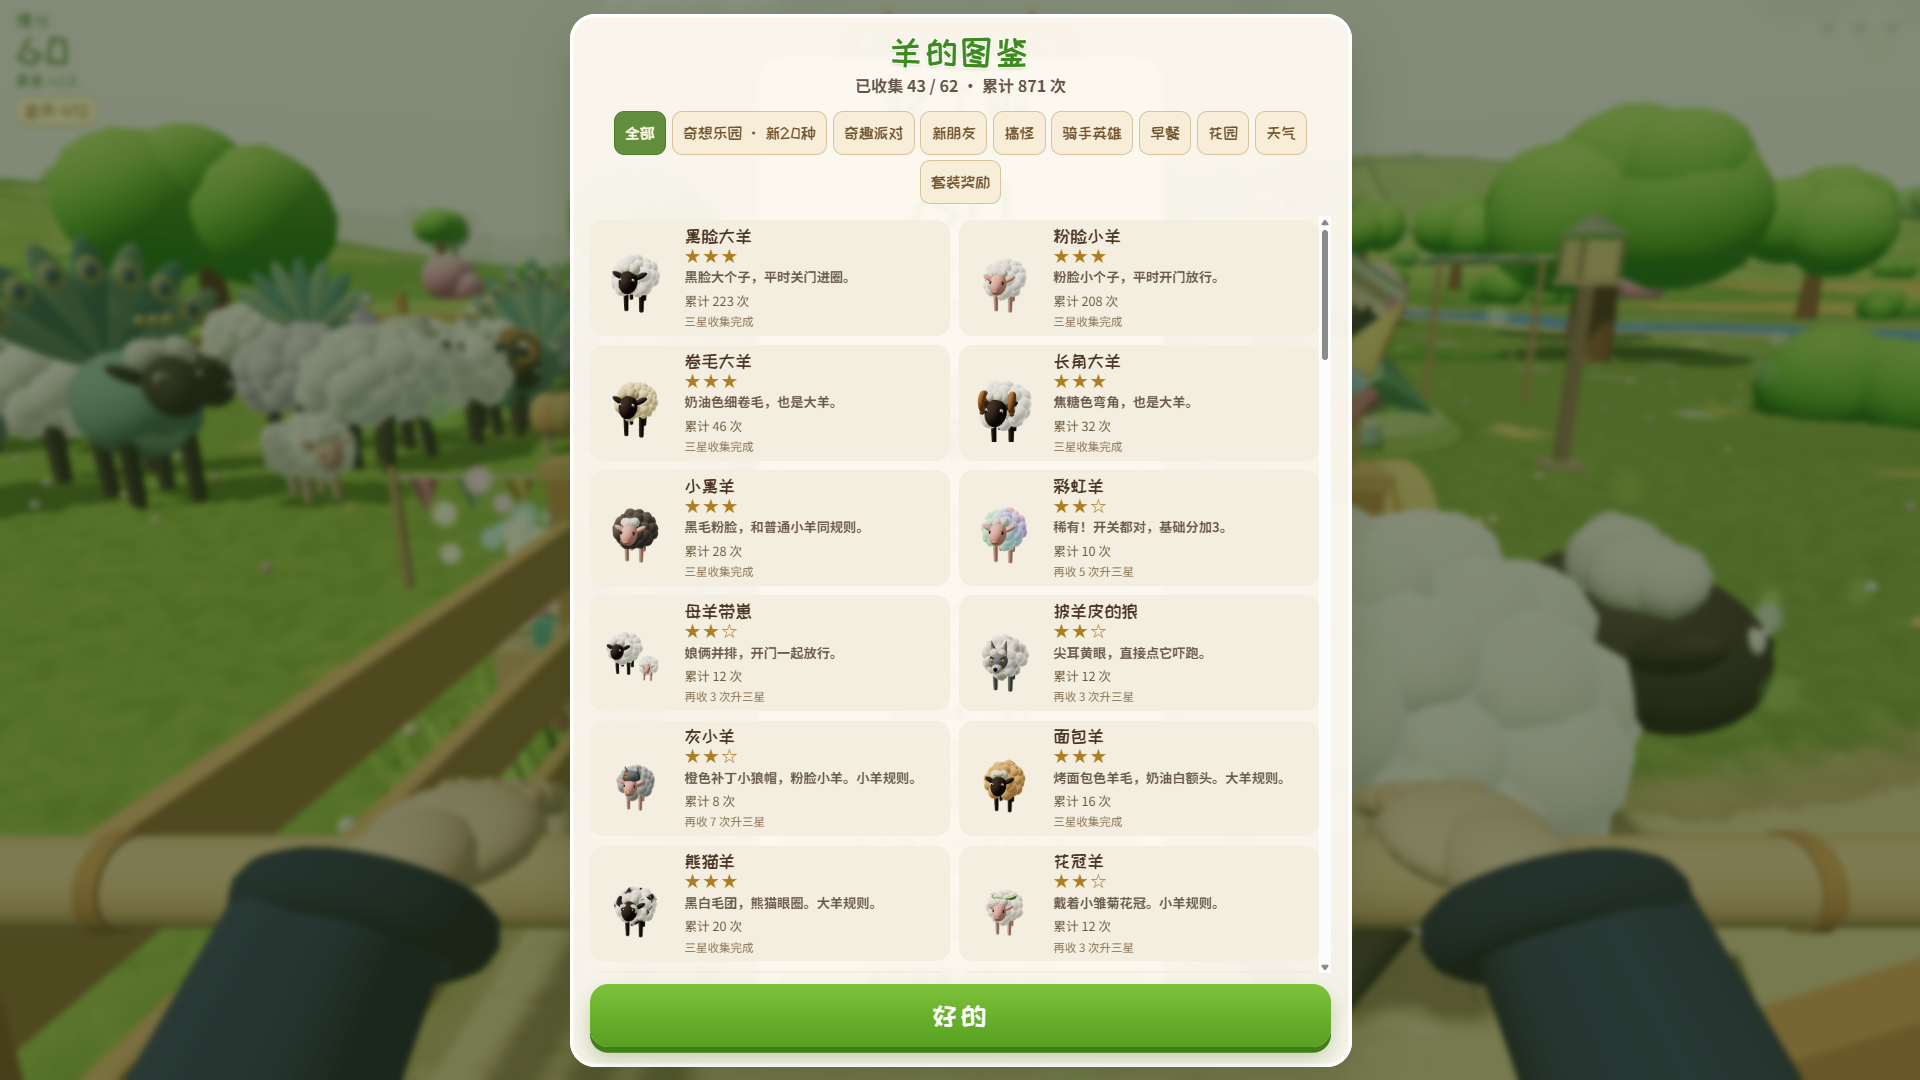 羊的图鉴
已收集 43 / 62 · 累计 871 次
全部 奇想乐园 · 新20种 奇趣派对 新朋友 搞怪 骑手英雄 早餐 花园 天气
套装奖励
黑脸大羊
★★★
黑脸大个子，平时关门进圈。
累计 223 次
三星收集完成
粉脸小羊
★★★
粉脸小个子，平时开门放行。
累计 208 次
三星收集完成
卷毛大羊
★★★
奶油色细卷毛，也是大羊。
累计 46 次
三星收集完成
长角大羊
★★★
焦糖色弯角，也是大羊。
累计 32 次
三星收集完成
小黑羊
★★★
黑毛粉脸，和普通小羊同规则。
累计 28 次
三星收集完成
彩虹羊
★★☆
稀有！开关都对，基础分加3。
累计 10 次
再收 5 次升三星
母羊带崽
★★☆
娘俩并排，开门一起放行。
累计 12 次
再收 3 次升三星
披羊皮的狼
★★☆
尖耳黄眼，直接点它吓跑。
累计 12 次
再收 3 次升三星
灰小羊
★★☆
橙色补丁小狼帽，粉脸小羊。小羊规则。
累计 8 次
再收 7 次升三星
面包羊
★★★
烤面包色羊毛，奶油白额头。大羊规则。
累计 16 次
三星收集完成
熊猫羊
★★★
黑白毛团，熊猫眼圈。大羊规则。
累计 20 次
三星收集完成
花冠羊
★★☆
戴着小雏菊花冠。小羊规则。
累计 12 次
再收 3 次升三星
好的
60